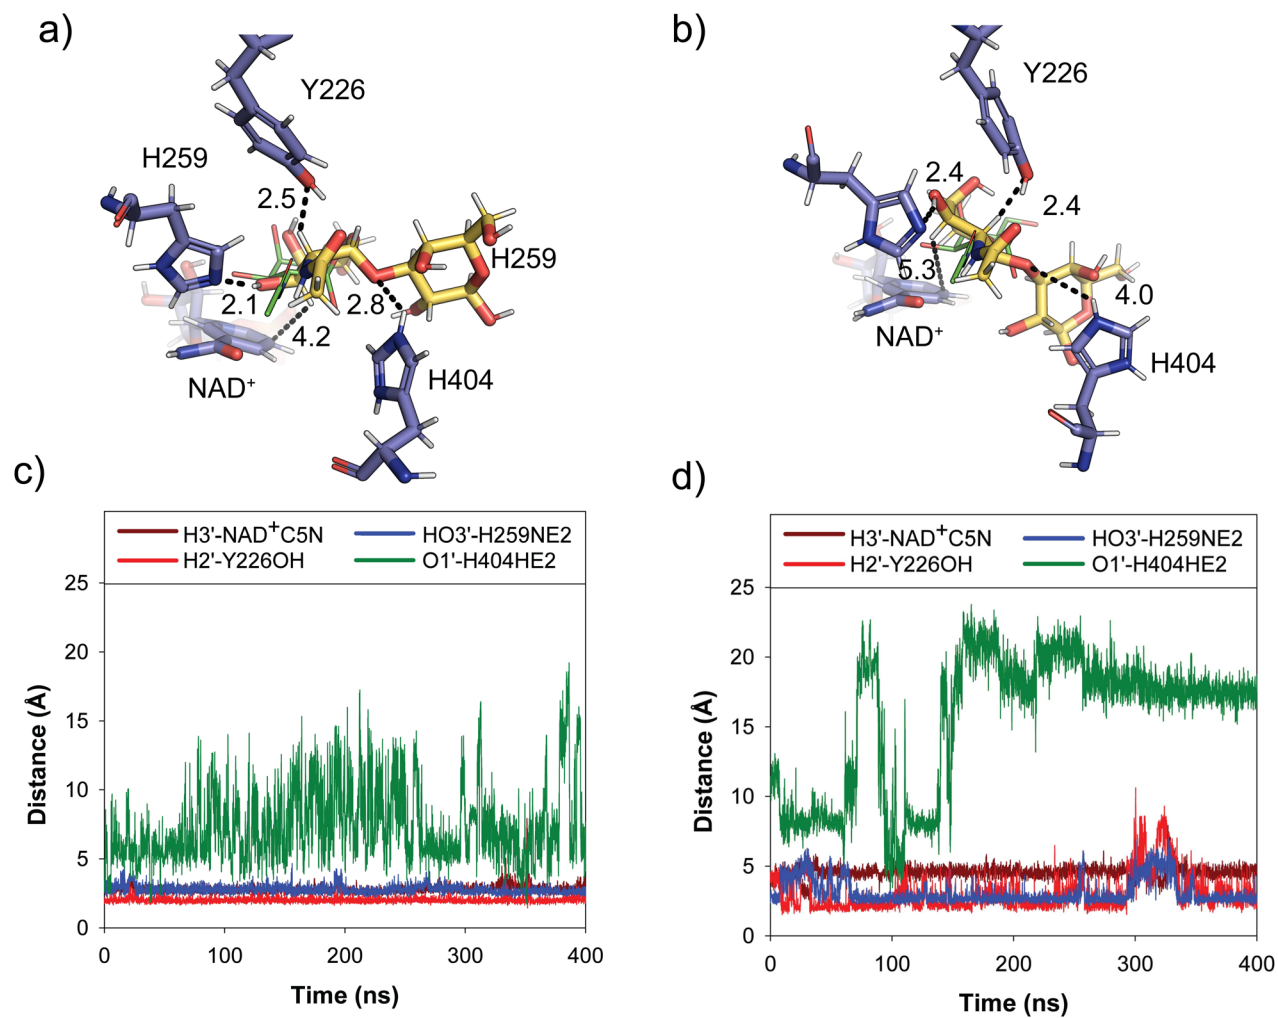 a)
Y226
H259
2.5
H259
2.1
2.8
4.2
NAD+
H404
b)
Y226
2.4
2.4
5.3
4.0
NAD+
H404
c)
H3'-NAD+C5N
HO3'-H259NE2
H2'-Y226OH
O1'-H404HE2
25
20
15
10
5
0
Distance (Å)
0 100 200 300 400
Time (ns)
d)
H3'-NAD+C5N
HO3'-H259NE2
H2'-Y226OH
O1'-H404HE2
25
20
15
10
5
0
Distance (Å)
0 100 200 300 400
Time (ns)